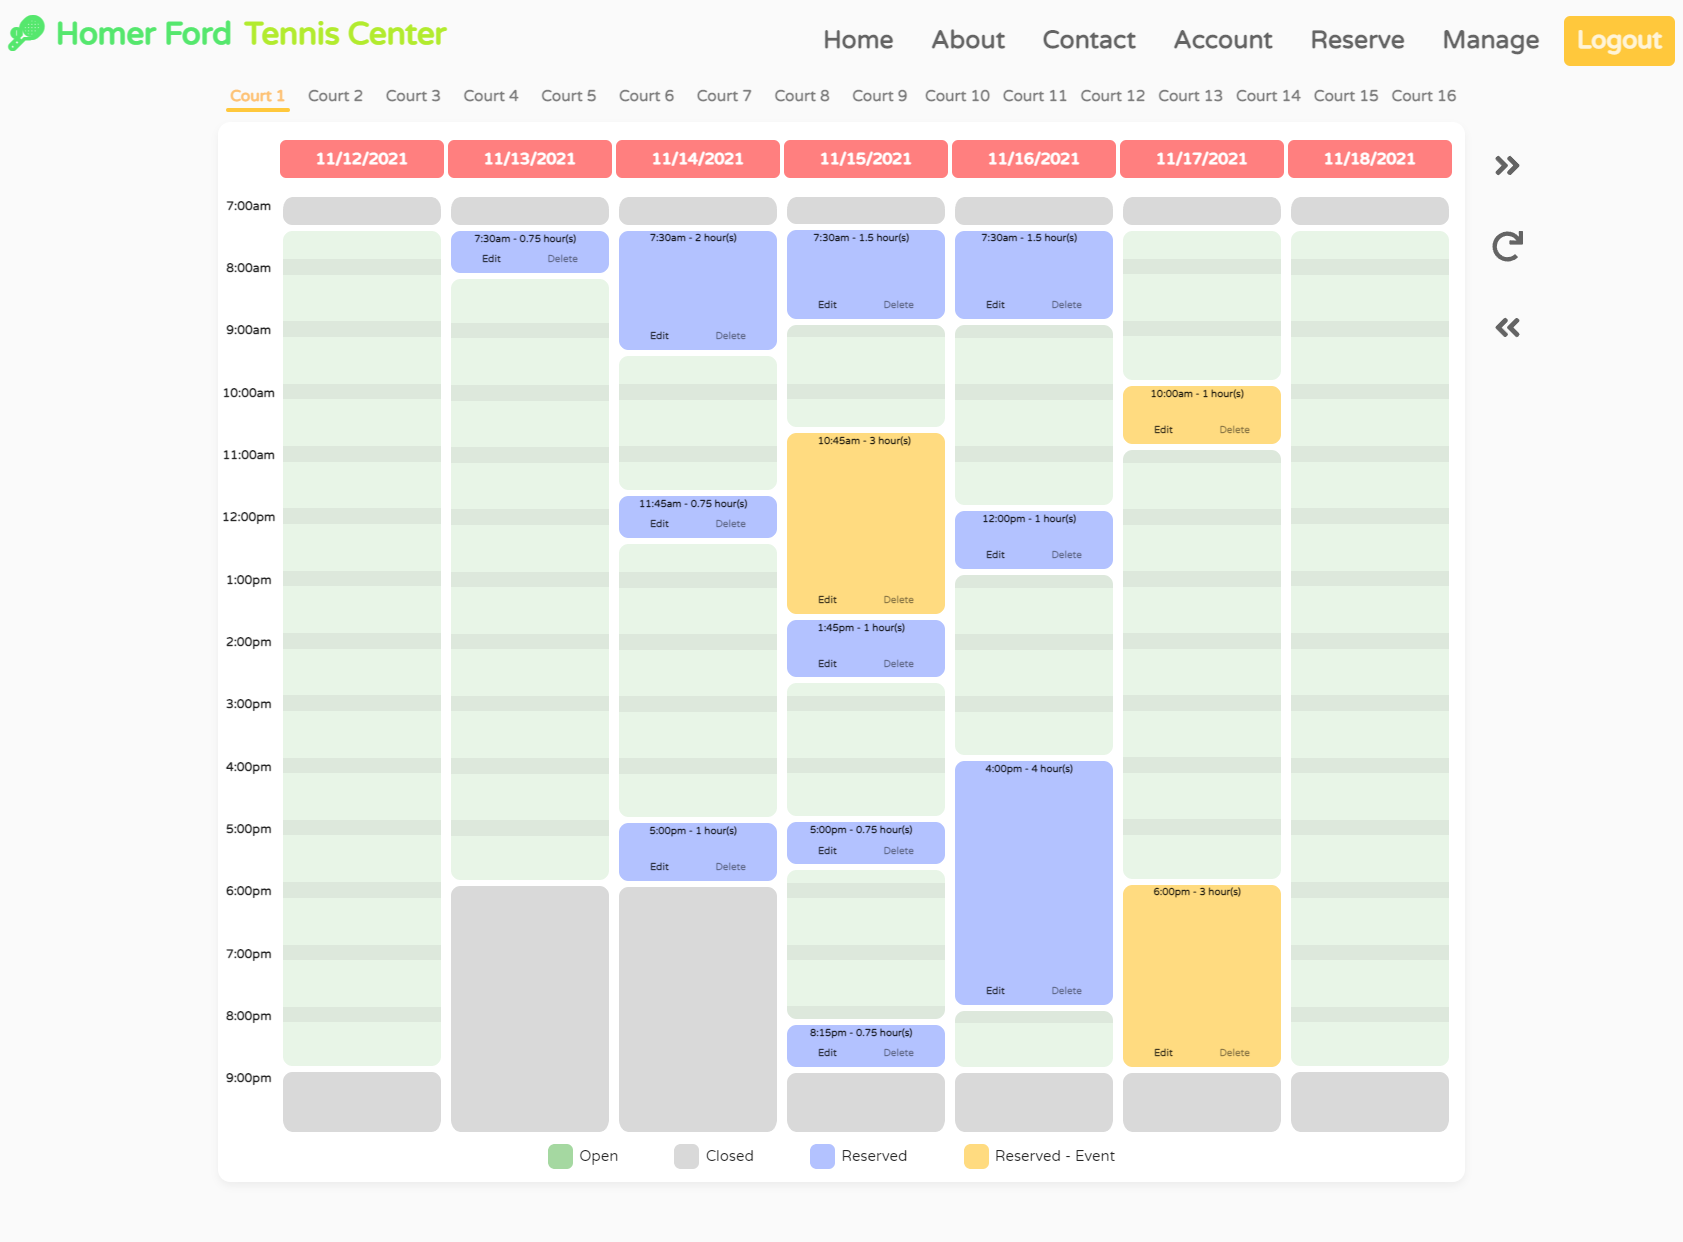 Homer Ford Tennis Center
Home About Contact Account Reserve Manage Logout
Court 1 Court 2 Court 3 Court 4 Court 5 Court 6 Court 7 Court 8 Court 9 Court 10 Court 11 Court 12 Court 13 Court 14 Court 15 Court 16
11/12/2021 11/13/2021 11/14/2021 11/15/2021 11/16/2021 11/17/2021 11/18/2021
7:00am
7:30am - 0.75 hour(s) 7:30am - 2 hour(s) 7:30am - 1.5 hour(s) 7:30am - 1.5 hour(s)
Edit Delete
8:00am
Edit Delete Edit Delete
9:00am
Edit Delete
10:00am 10:00am - 1 hour(s)
Edit Delete
10:45am - 3 hour(s)
11:00am
11:45am - 0.75 hour(s)
12:00pm 12:00pm - 1 hour(s)
Edit Delete
Edit Delete
1:00pm
Edit Delete
1:45pm - 1 hour(s)
2:00pm
Edit Delete
3:00pm
4:00pm 4:00pm - 4 hour(s)
5:00pm 5:00pm - 1 hour(s) 5:00pm - 0.75 hour(s)
Edit Delete
Edit Delete
6:00pm 6:00pm - 3 hour(s)
7:00pm
Edit Delete
8:00pm
8:15pm - 0.75 hour(s)
Edit Delete Edit Delete
9:00pm
Open Closed Reserved Reserved - Event